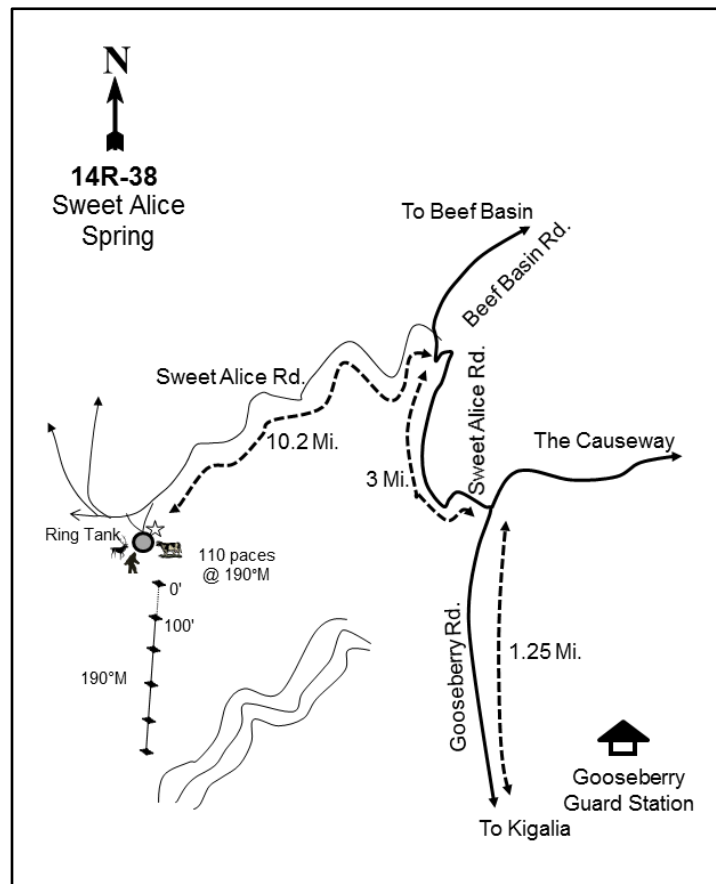 N
14R-38
Sweet Alice
Spring
To Beef Basin
Beef Basin Rd.
Sweet Alice Rd.
Sweet Alice Rd.
10.2 Mi.
3 Mi.
The Causeway
Ring Tank
110 paces
@ 190°M
0'
100'
190°M
Gooseberry Rd.
1.25 Mi.
Gooseberry
Guard Station
To Kigalia